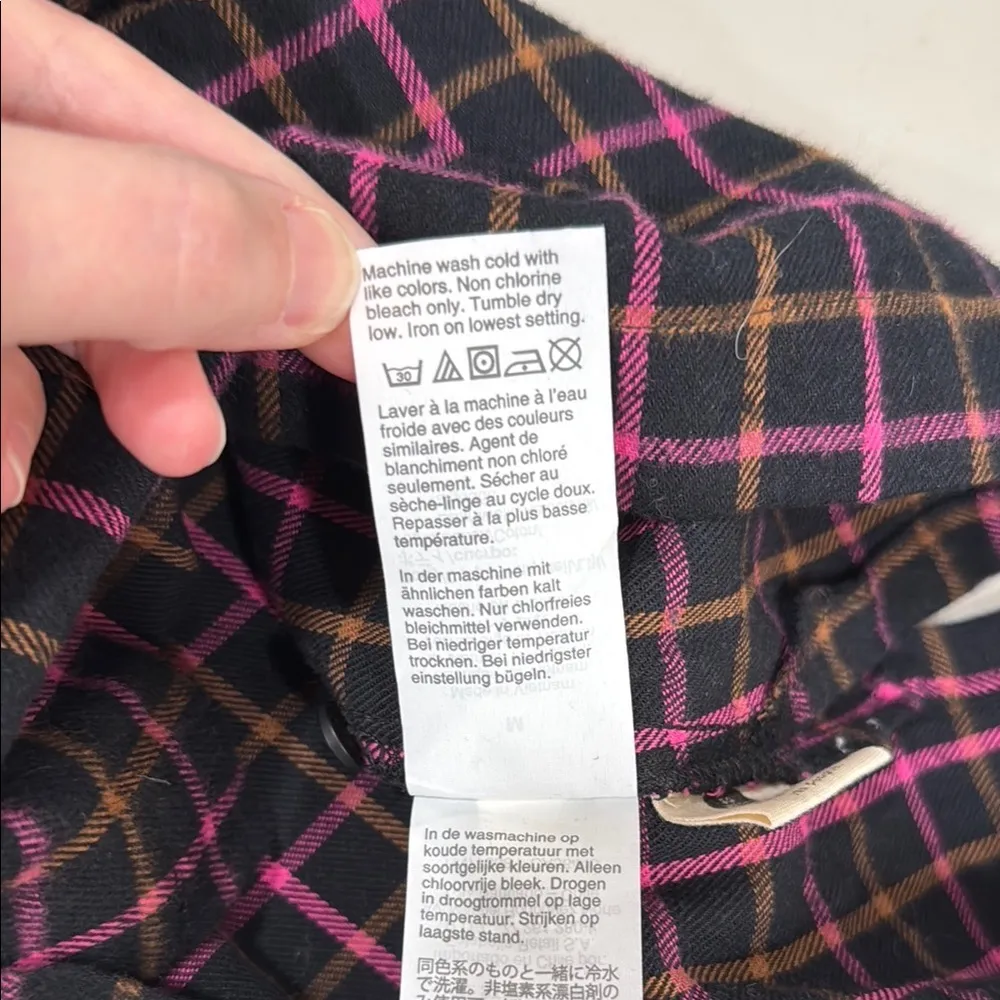 Machine wash cold with
like colors. Non chlorine
bleach only. Tumble dry
low. Iron on lowest setting.
30
Laver à la machine à l'eau
froide avec des couleurs
similaires. Agent de
blanchiment non chloré
seulement. Sécher au
sèche-linge au cycle doux.
Repasser à la plus basse
température.
In der maschine mit
ähnlichen farben kalt
waschen. Nur chlorfreies
bleichmittel verwenden.
Bei niedriger temperatur
trocknen. Bei niedrigster
einstellung bügeln.
Made in Vietnam
M
In de wasmachine op
koude temperatuur met
soortgelijke kleuren. Alleen
chloorvrije bleek. Drogen
in droogtrommel op lage
temperatuur. Strijken op
laagste stand.
同色系のものと一緒に冷水
で洗濯。非塩素系漂白剤の